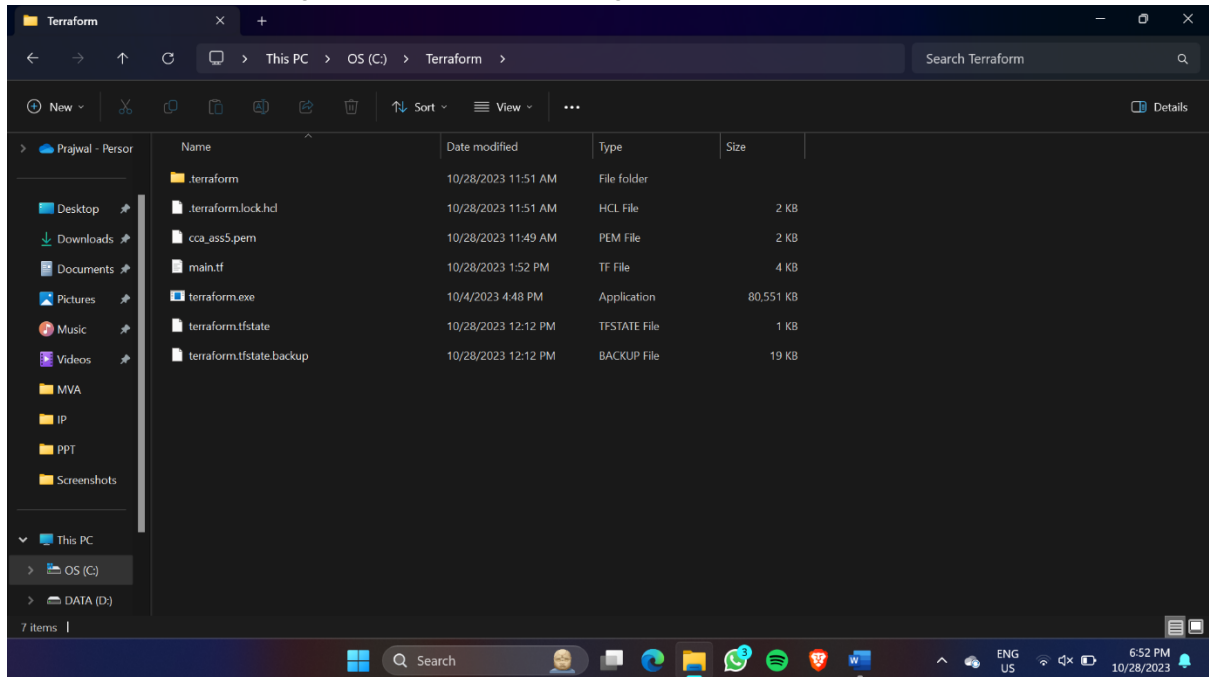 Terraform
This PC > OS (C:) > Terraform >
Search Terraform
New
Sort
View
Details
Name Date modified Type Size
.terraform 10/28/2023 11:51 AM File folder
.terraform.lock.hcl 10/28/2023 11:51 AM HCL File 2 KB
cca_ass5.pem 10/28/2023 11:49 AM PEM File 2 KB
main.tf 10/28/2023 1:52 PM TF File 4 KB
terraform.exe 10/4/2023 4:48 PM Application 80,551 KB
terraform.tfstate 10/28/2023 12:12 PM TFSTATE File 1 KB
terraform.tfstate.backup 10/28/2023 12:12 PM BACKUP File 19 KB
Prajwal - Persor
Desktop
Downloads
Documents
Pictures
Music
Videos
MVA
IP
PPT
Screenshots
This PC
OS (C:)
DATA (D:)
7 items
Search
3
ENG
US
6:52 PM
10/28/2023